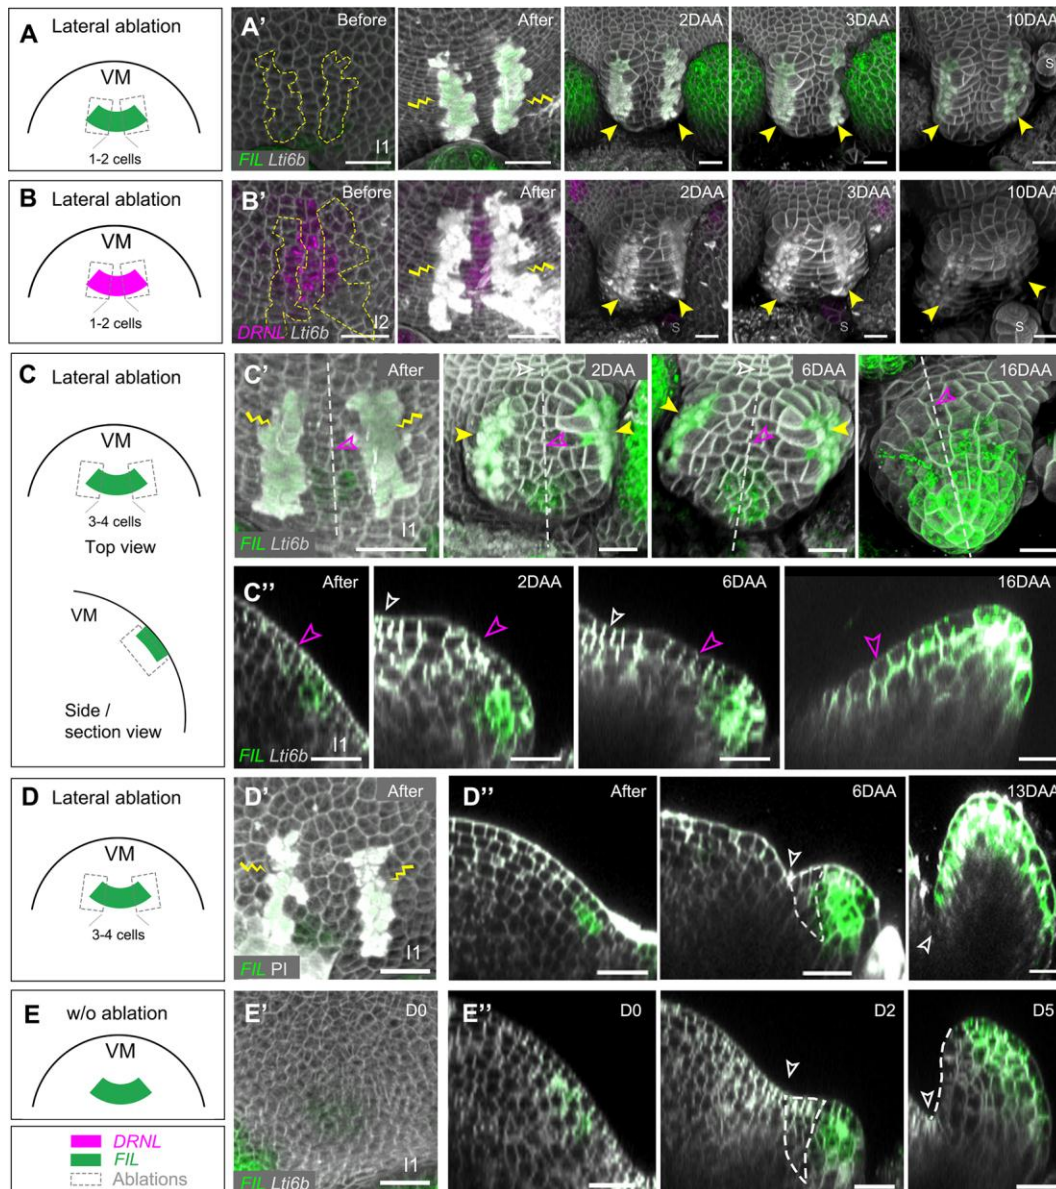 A Lateral ablation
VM
1-2 cells
A’ Before
FIL Lti6b I1
After
2DAA
3DAA
10DAA
S
B Lateral ablation
VM
1-2 cells
B’ Before
DRNL Lti6b I2
After
2DAA
S
3DAA
S
10DAA
S
C Lateral ablation
VM
3-4 cells
Top view
VM
Side /
section view
C’ After
FIL Lti6b I1
2DAA
6DAA
16DAA
C’’ After
FIL Lti6b I1
2DAA
6DAA
16DAA
D Lateral ablation
VM
3-4 cells
D’ After
FIL PI I1
D’’ After
6DAA
13DAA
E w/o ablation
VM
E’ D0
FIL Lti6b I1
E’’ D0
D2
D5
DRNL
FIL
Ablations